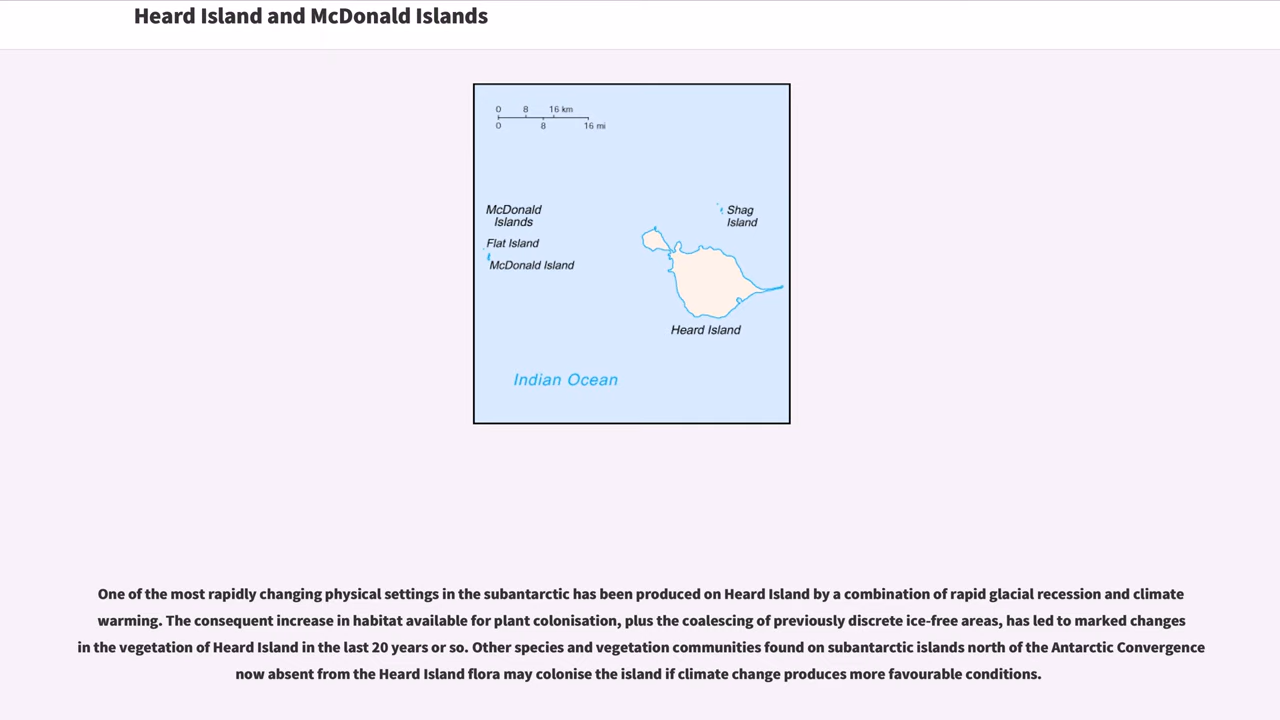 Heard Island and McDonald Islands
0 8 16 km
0 8 16 mi
McDonald
Islands
Shag
Island
Flat Island
McDonald Island
Heard Island
Indian Ocean
One of the most rapidly changing physical settings in the subantarctic has been produced on Heard Island by a combination of rapid glacial recession and climate
warming. The consequent increase in habitat available for plant colonisation, plus the coalescing of previously discrete ice-free areas, has led to marked changes
in the vegetation of Heard Island in the last 20 years or so. Other species and vegetation communities found on subantarctic islands north of the Antarctic Convergence
now absent from the Heard Island flora may colonise the island if climate change produces more favourable conditions.